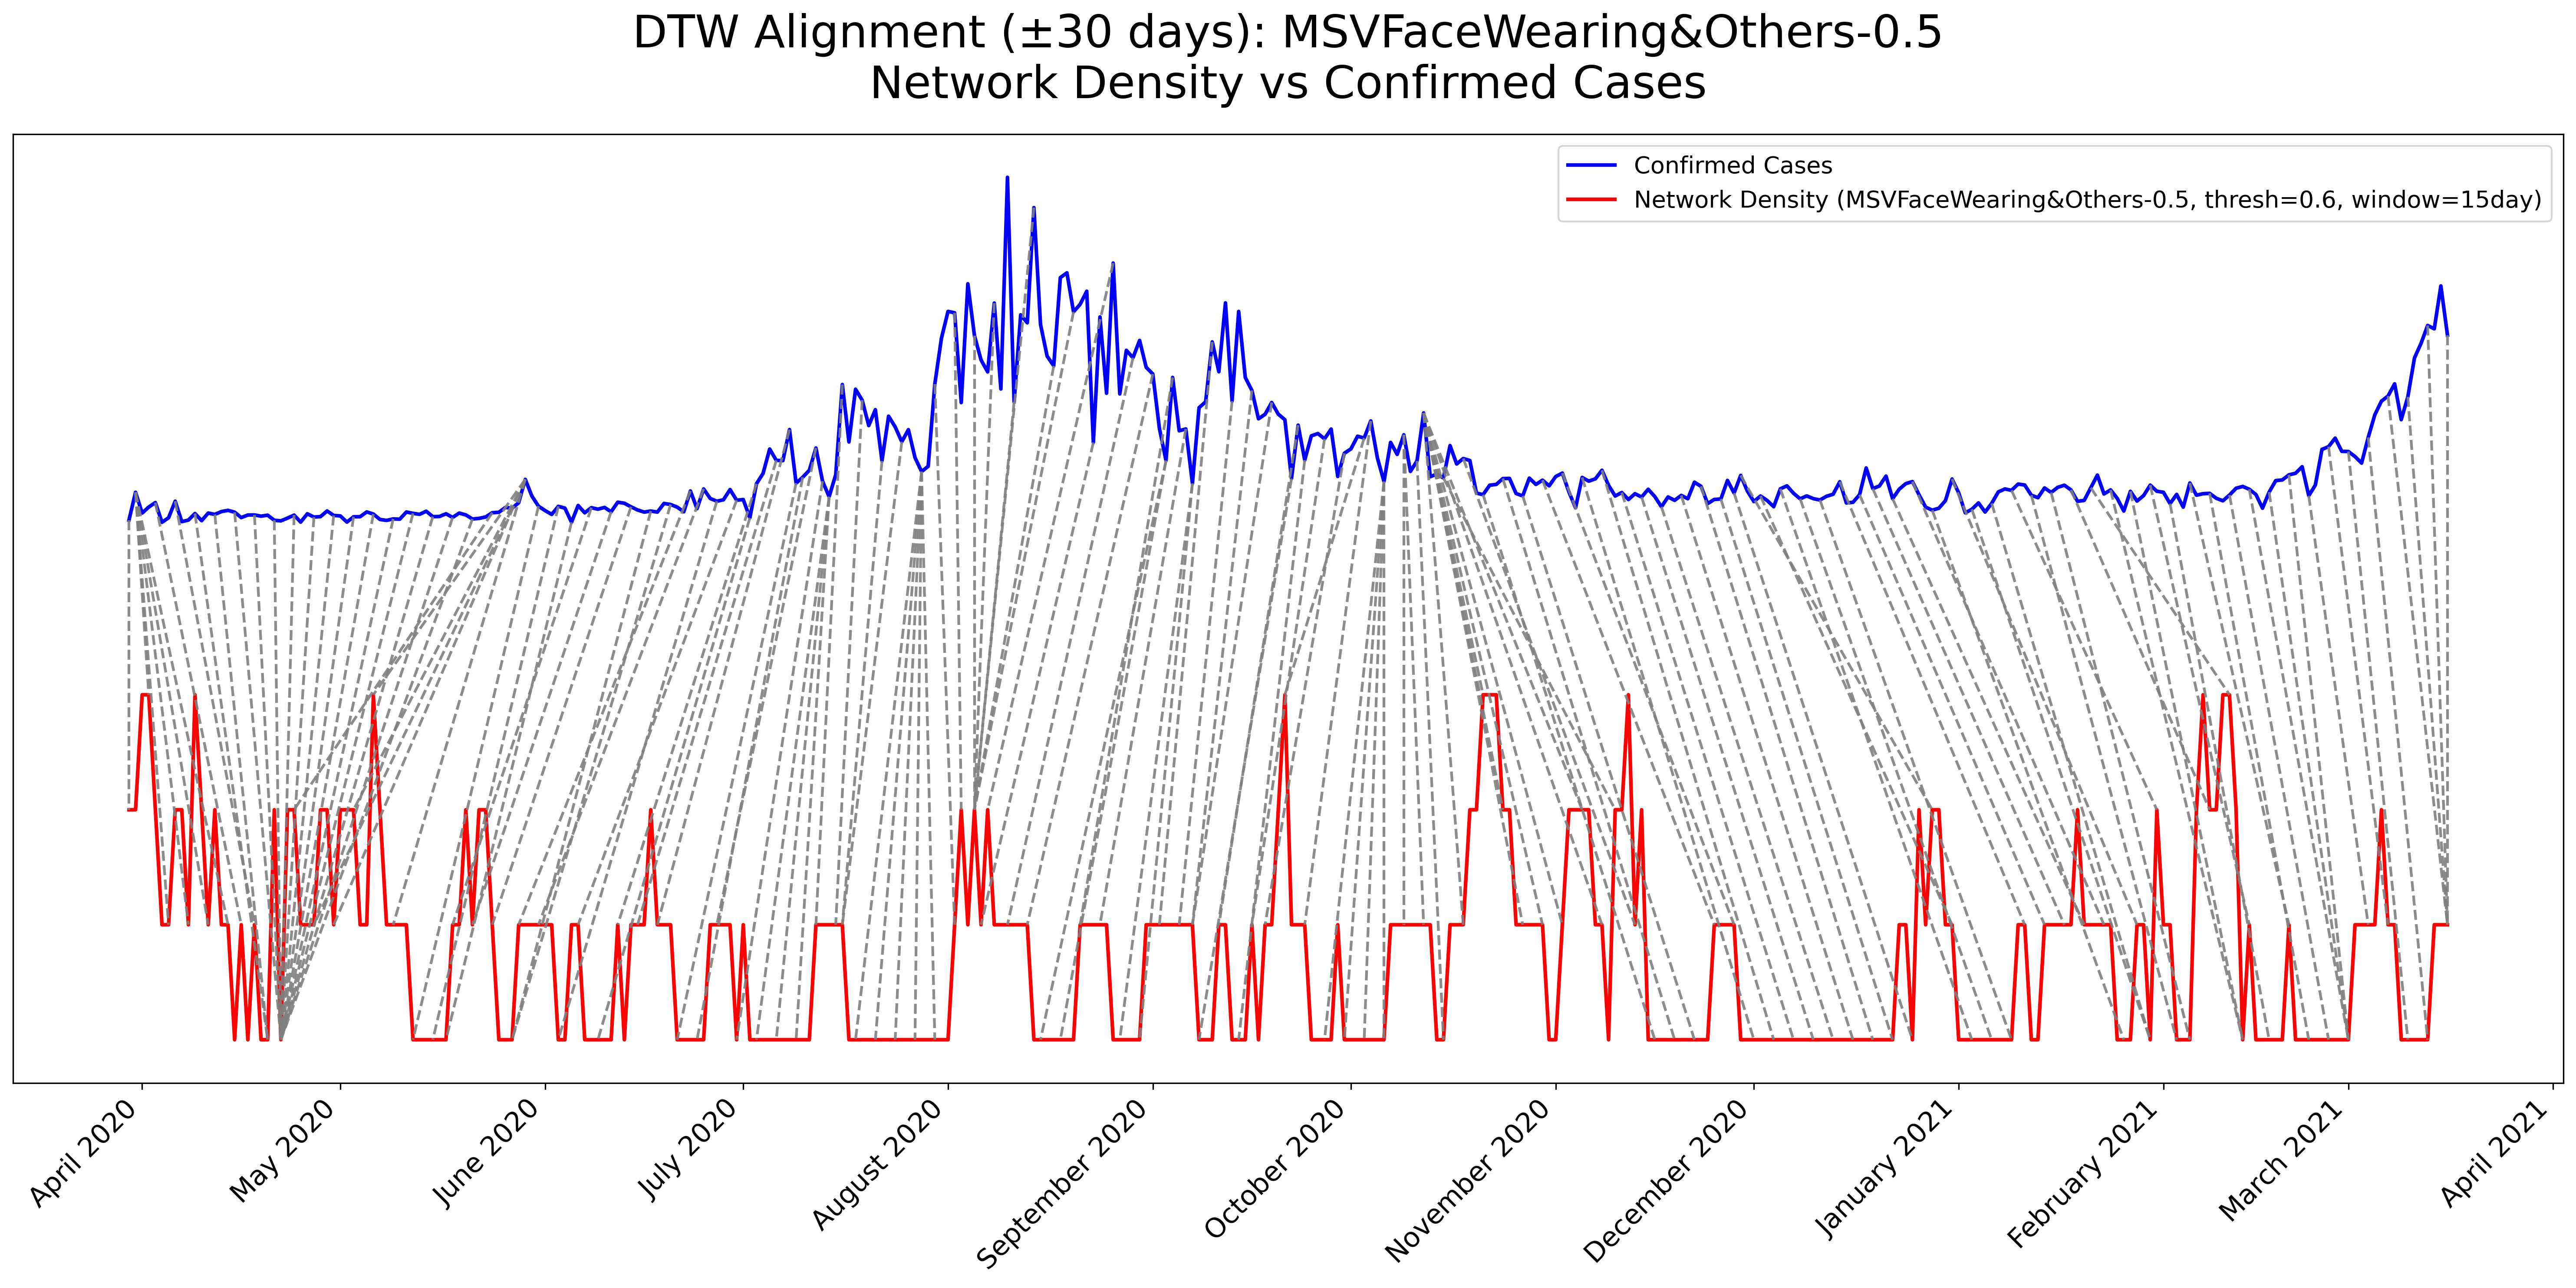 DTW Alignment (±30 days): MSVFaceWearing&Others-0.5
Network Density vs Confirmed Cases
Confirmed Cases
Network Density (MSVFaceWearing&Others-0.5, thresh=0.6, window=15day)
April 2020
May 2020
June 2020
July 2020
August 2020
September 2020
October 2020
November 2020
December 2020
January 2021
February 2021
March 2021
April 2021